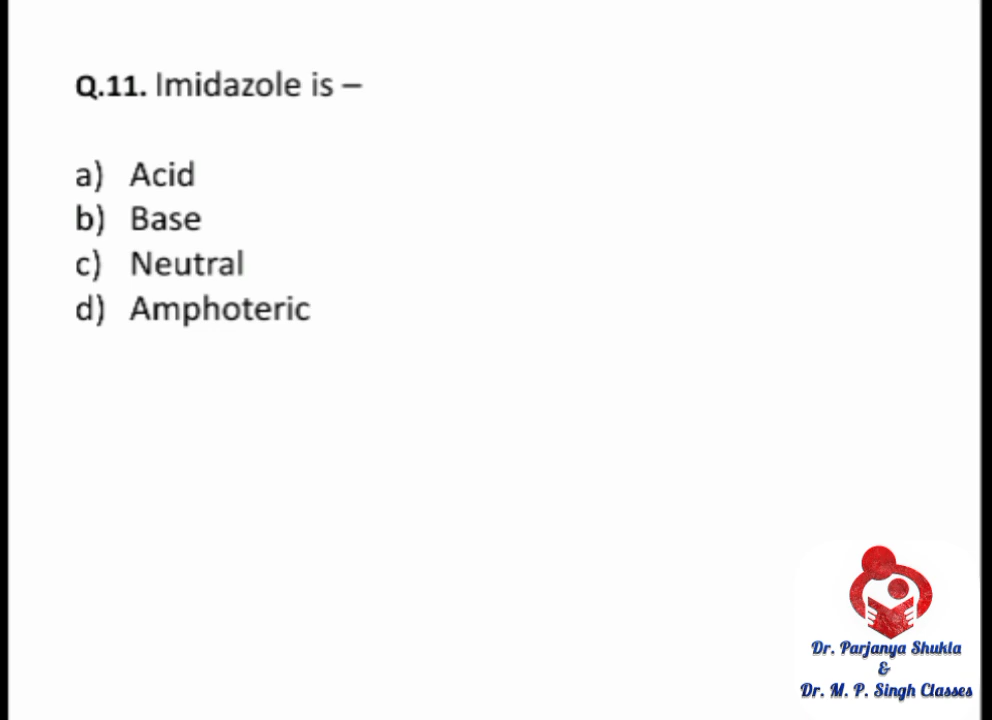 Q.11. Imidazole is –
a) Acid
b) Base
c) Neutral
d) Amphoteric
Dr. Parjanya Shukla
&
Dr. M. P. Singh Classes